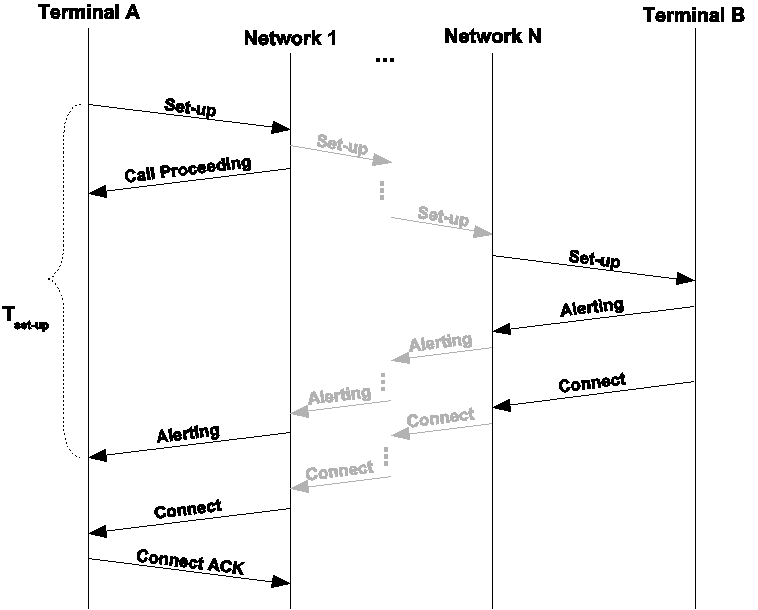 Terminal A
Terminal B
Network 1
Network N
...
Set-up
Set-up
Call Proceeding
Set-up
Set-up
Alerting
T set-up
Alerting
Connect
Alerting
Connect
Alerting
Connect
Connect
Connect ACK